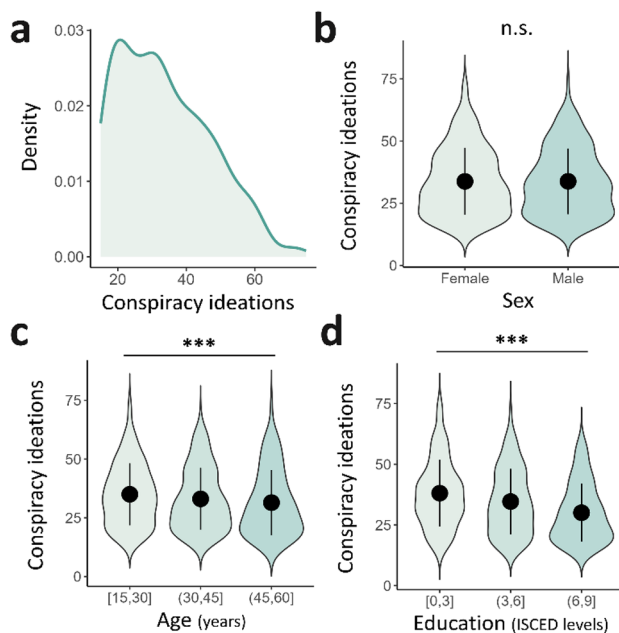 a
0.03
0.02
0.01
0.00
Density
20
40
60
Conspiracy ideations
b
n.s.
75
50
25
0
Conspiracy ideations
Female
Male
Sex
c
***
75
50
25
0
Conspiracy ideations
[15,30]
(30,45]
(45,60]
Age (years)
d
***
75
50
25
0
Conspiracy ideations
[0,3]
(3,6]
(6,9]
Education (ISCED levels)